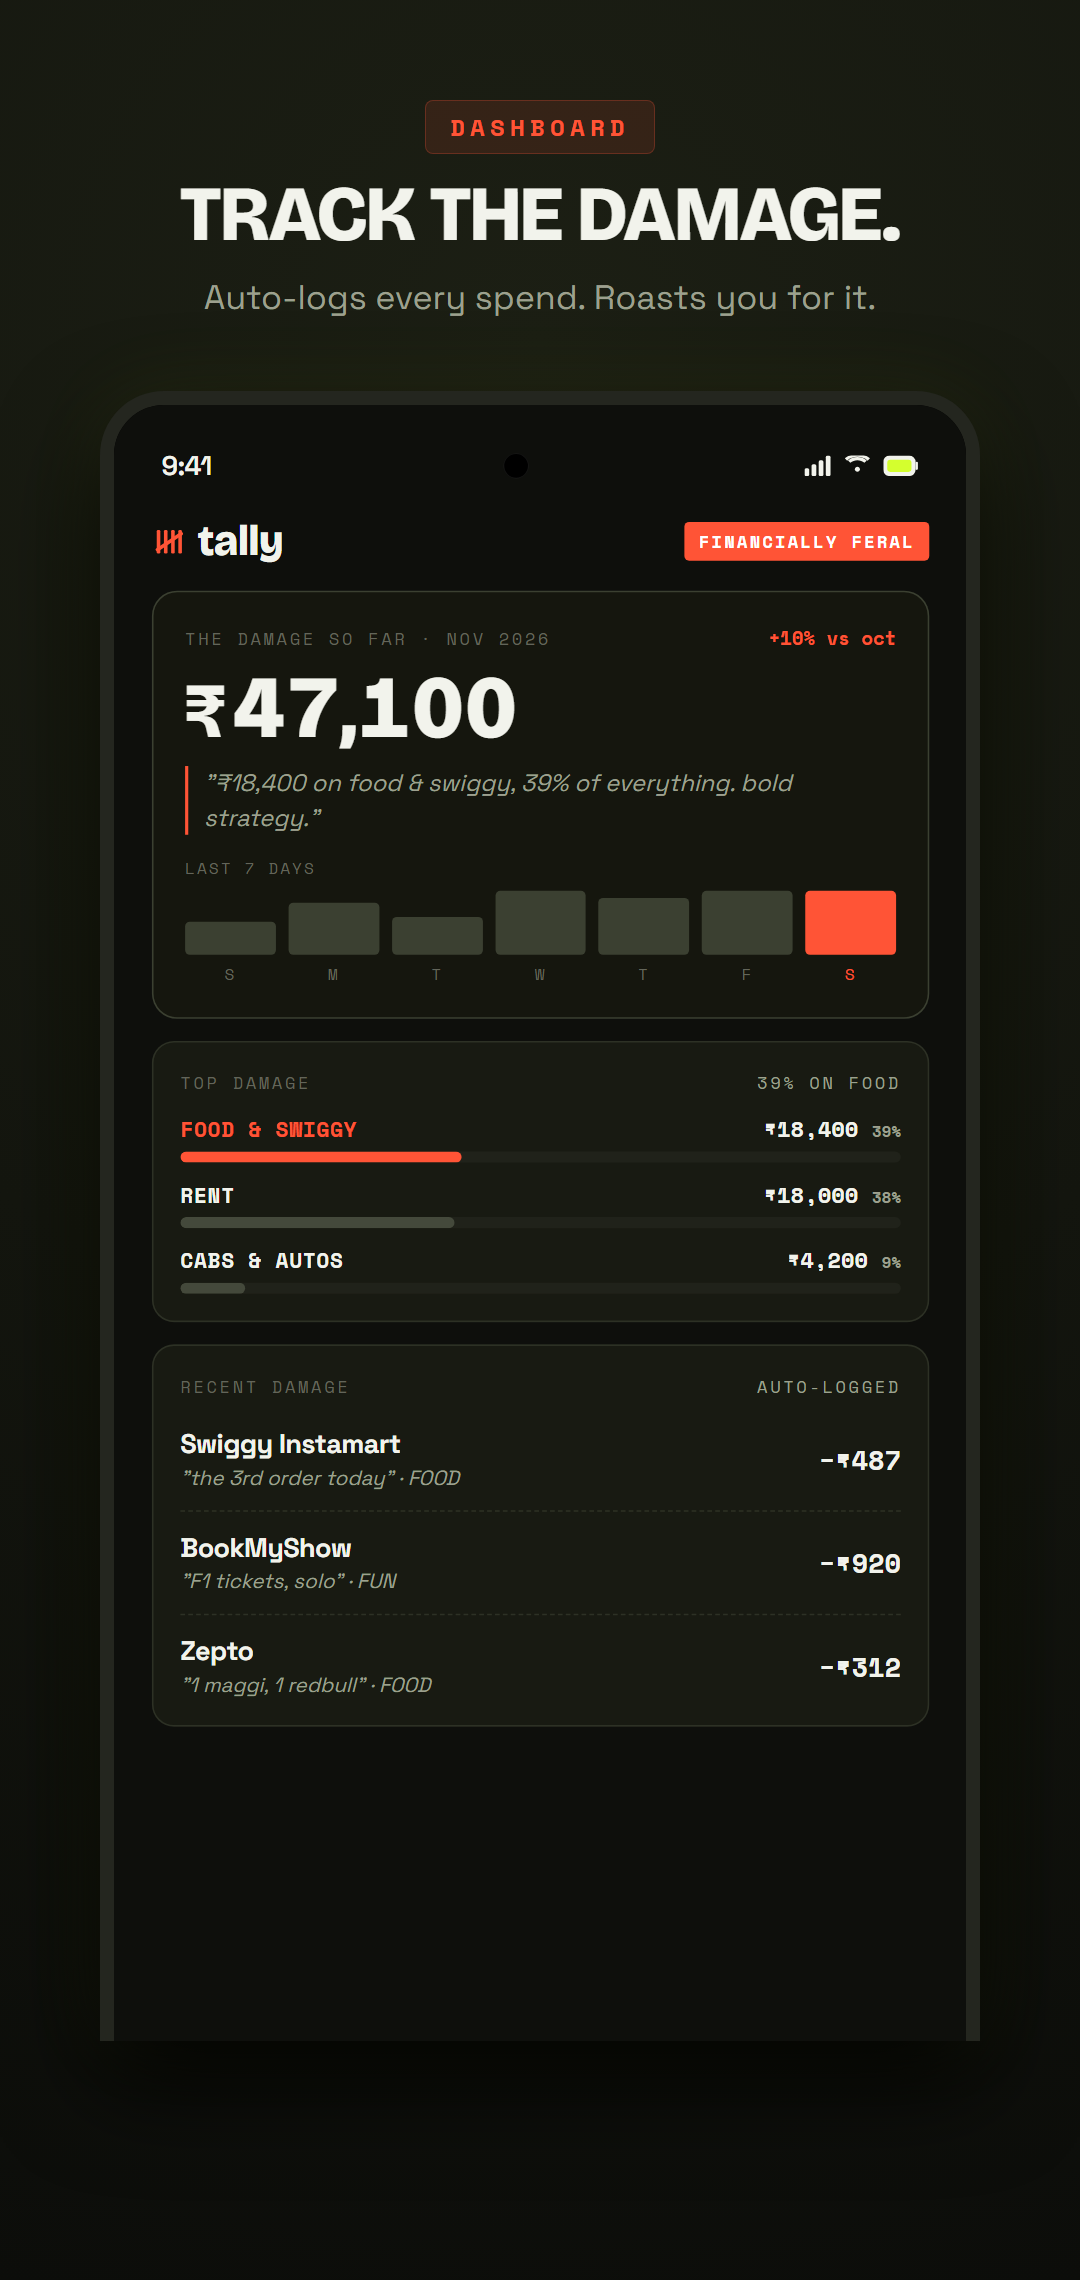 DASHBOARD
TRACK THE DAMAGE.
Auto-logs every spend. Roasts you for it.
9:41
tally
FINANCIALLY FERAL
THE DAMAGE SO FAR · NOV 2026
+10% vs oct
₹47,100
”₹18,400 on food & swiggy, 39% of everything. bold
strategy.”
LAST 7 DAYS
S M T W T F S
TOP DAMAGE
39% ON FOOD
FOOD & SWIGGY
₹18,400 39%
RENT
₹18,000 38%
CABS & AUTOS
₹4,200 9%
RECENT DAMAGE
AUTO-LOGGED
Swiggy Instamart
”the 3rd order today” · FOOD
−₹487
BookMyShow
”F1 tickets, solo” · FUN
−₹920
Zepto
”1 maggi, 1 redbull” · FOOD
−₹312